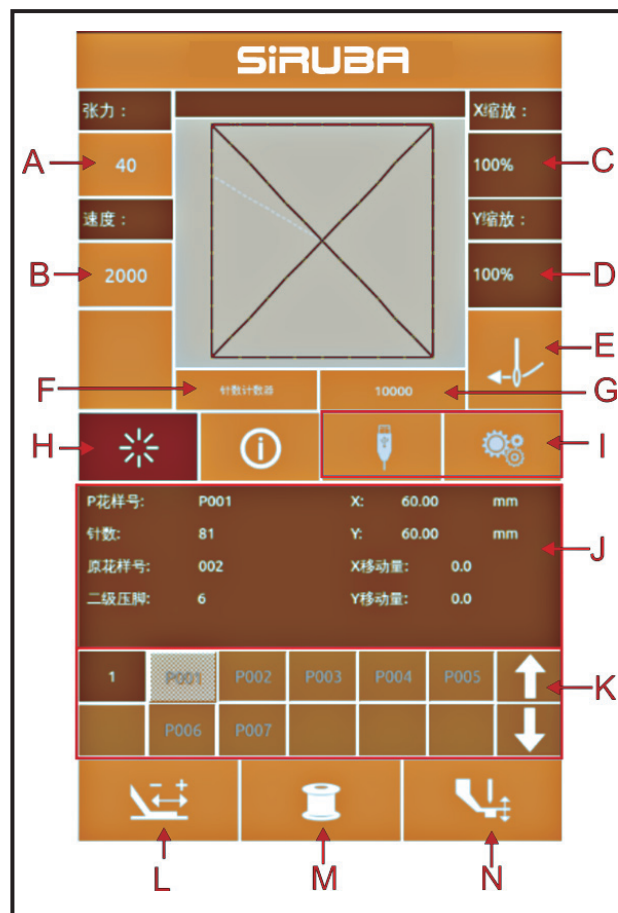 SiRUBA
张力：
X缩放：
A
40
100%
C
速度：
Y缩放：
B
2000
100%
D
E
F
针数计数器
10000
G
H
I
P花样号: P001 X: 60.00 mm
针数: 81 Y: 60.00 mm
J
原花样号: 002 X移动量: 0.0
二级压脚: 6 Y移动量: 0.0
1 P001 P002 P003 P004 P005
K
P006 P007
L
M
N